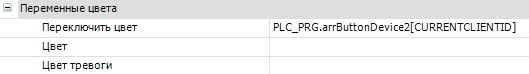 Переменные цвета
Переключить цвет PLC_PRG.arrButtonDevice2[CURRENTCLIENTID]
Цвет
Цвет тревоги